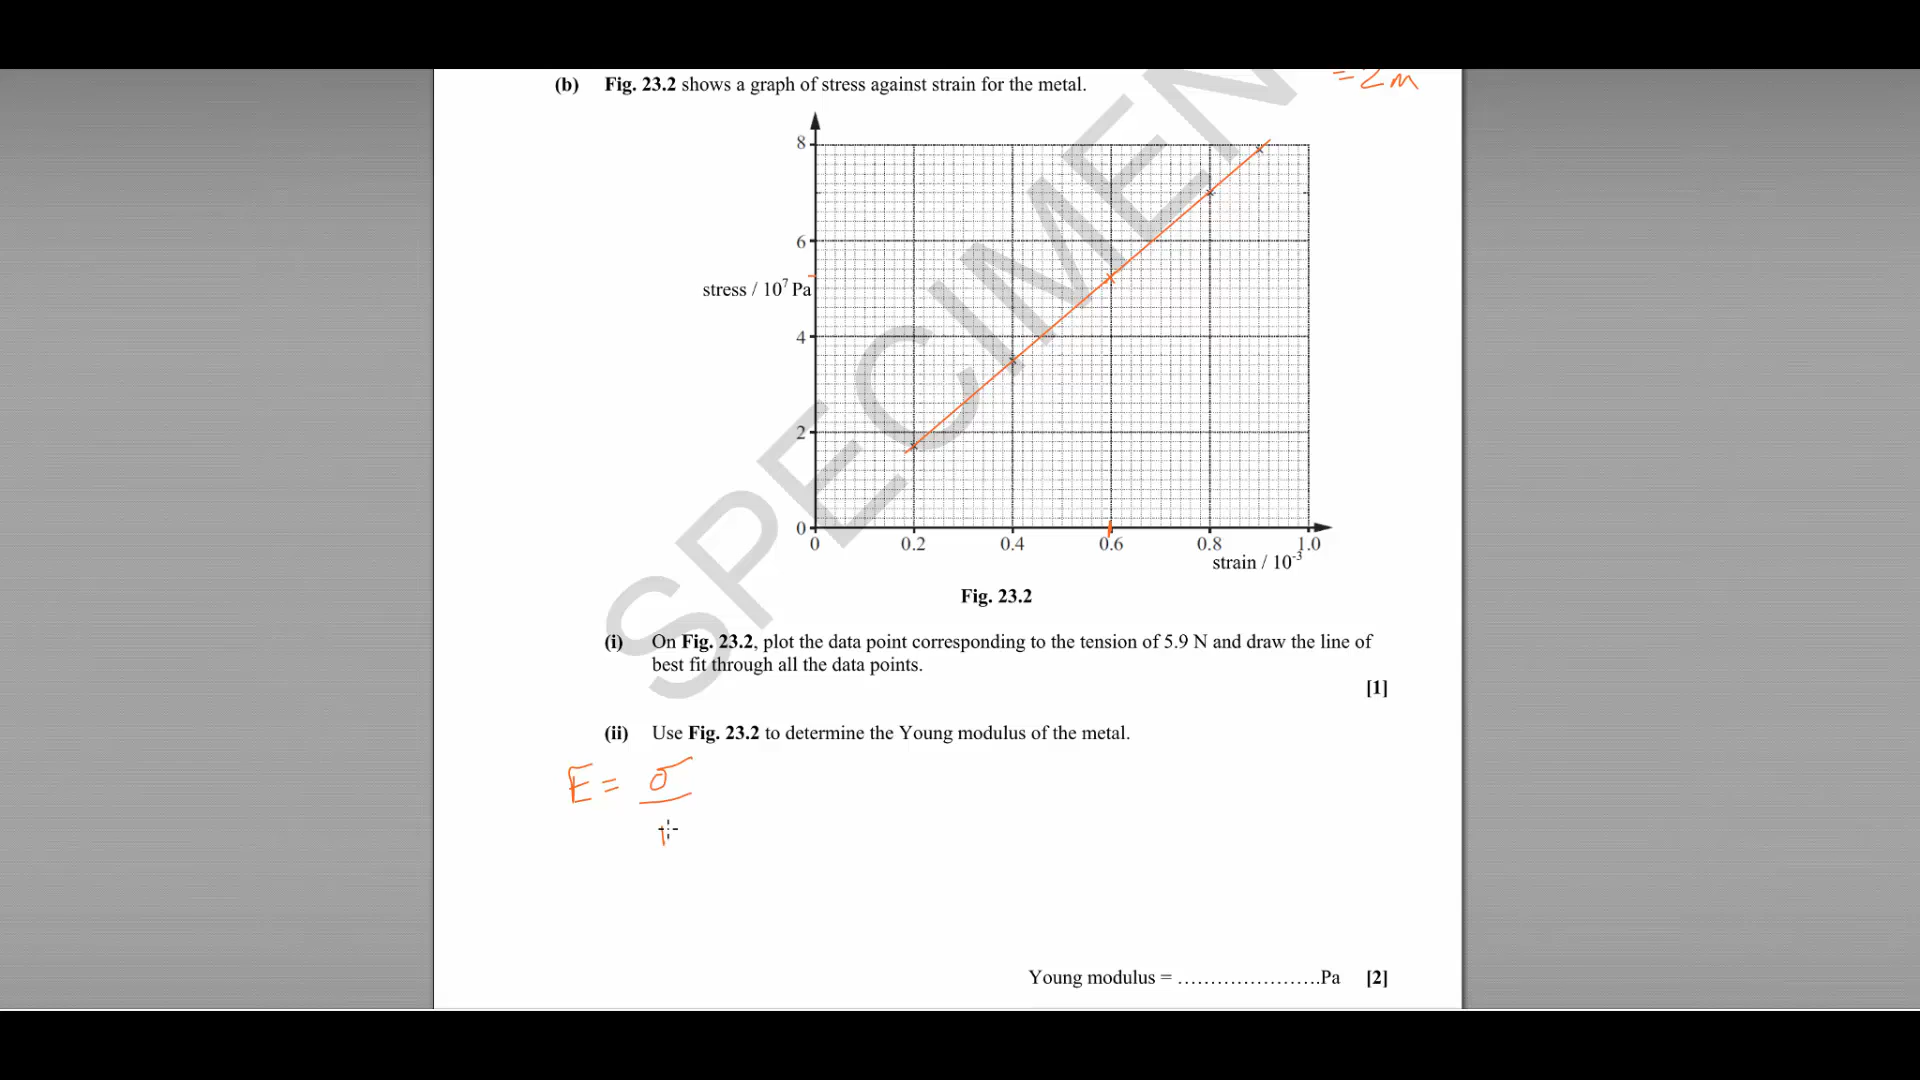 = 2m
(b) Fig. 23.2 shows a graph of stress against strain for the metal.
8
6
stress / 10⁷ Pa
4
2
0
0 0.2 0.4 0.6 0.8 1.0
strain / 10⁻³
Fig. 23.2
SPECIMEN
(i) On Fig. 23.2, plot the data point corresponding to the tension of 5.9 N and draw the line of
best fit through all the data points.
[1]
(ii) Use Fig. 23.2 to determine the Young modulus of the metal.
E = σ
Young modulus = ......................Pa [2]